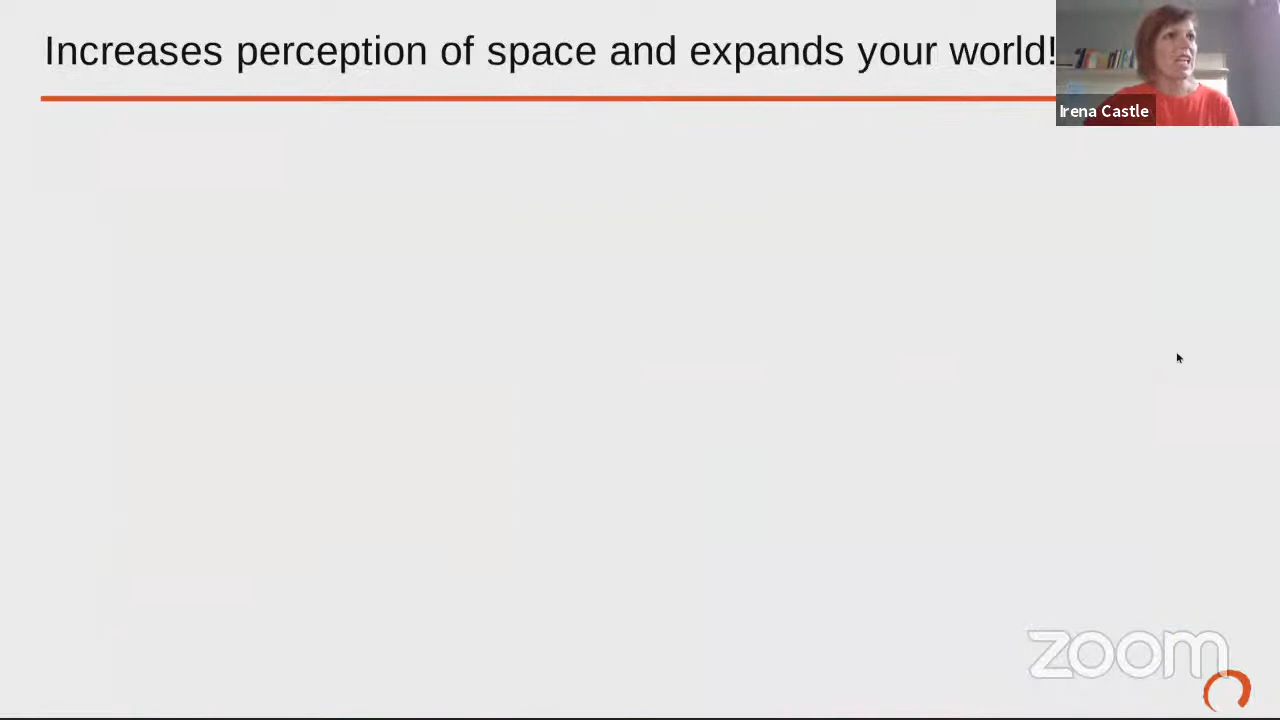 Increases perception of space and expands your world!
Irena Castle
zoom